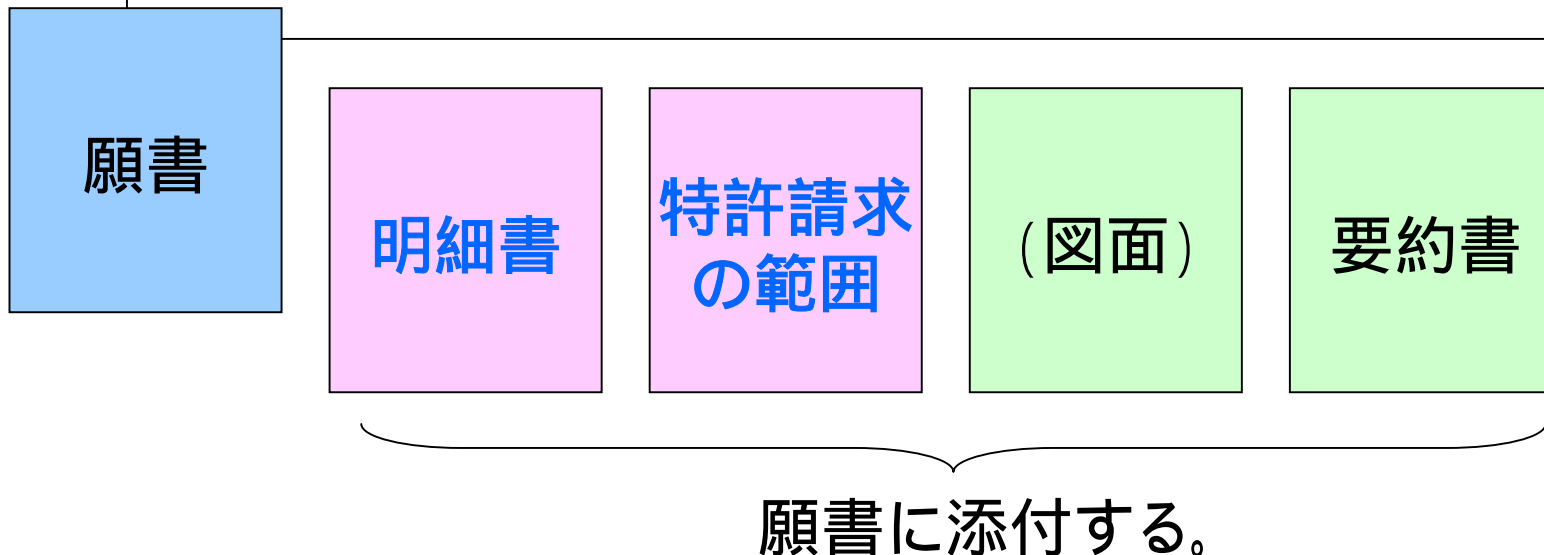 願書
明細書
特許請求
の範囲
(図面)
要約書
願書に添付する。